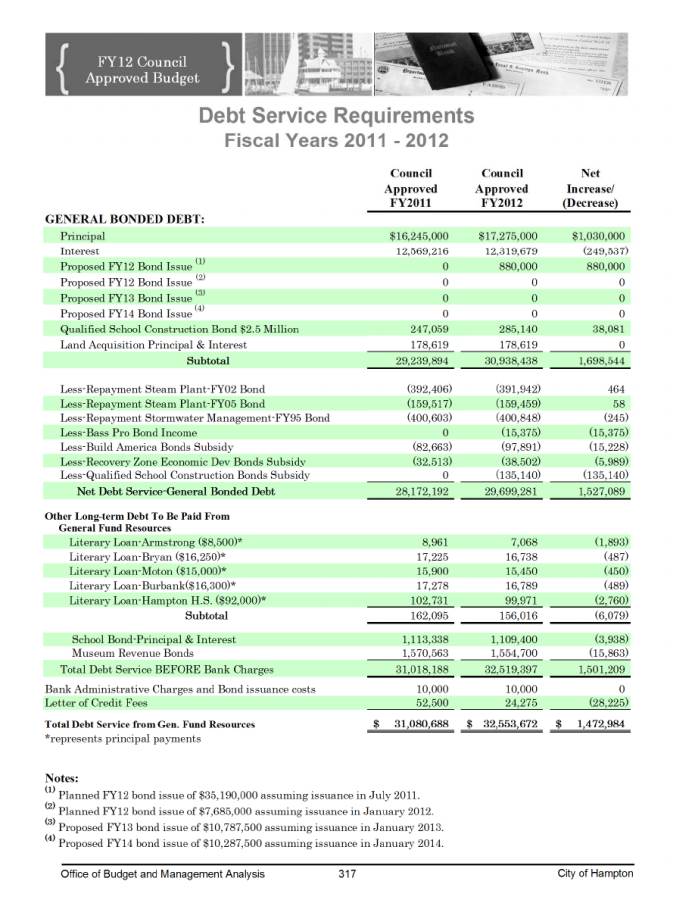 FY12 Council
Approved Budget
Debt Service Requirements
Fiscal Years 2011 - 2012
Council Approved FY2011 Council Approved FY2012 Net Increase/ (Decrease)
GENERAL BONDED DEBT:
Principal $16,245,000 $17,275,000 $1,030,000
Interest 12,569,216 12,319,679 (249,537)
Proposed FY12 Bond Issue (1) 0 880,000 880,000
Proposed FY12 Bond Issue (2) 0 0 0
Proposed FY13 Bond Issue (3) 0 0 0
Proposed FY14 Bond Issue (4) 0 0 0
Qualified School Construction Bond $2.5 Million 247,059 285,140 38,081
Land Acquisition Principal & Interest 178,619 178,619 0
Subtotal 29,239,894 30,938,438 1,698,544
Less-Repayment Steam Plant-FY02 Bond (392,406) (391,942) 464
Less-Repayment Steam Plant-FY05 Bond (159,517) (159,459) 58
Less-Repayment Stormwater Management-FY95 Bond (400,603) (400,848) (245)
Less-Bass Pro Bond Income 0 (15,375) (15,375)
Less-Build America Bonds Subsidy (82,663) (97,891) (15,228)
Less-Recovery Zone Economic Dev Bonds Subsidy (32,513) (38,502) (5,989)
Less-Qualified School Construction Bonds Subsidy 0 (135,140) (135,140)
Net Debt Service-General Bonded Debt 28,172,192 29,699,281 1,527,089
Other Long-term Debt To Be Paid From
General Fund Resources
Literary Loan-Armstrong ($8,500)* 8,961 7,068 (1,893)
Literary Loan-Bryan ($16,250)* 17,225 16,738 (487)
Literary Loan-Moton ($15,000)* 15,900 15,450 (450)
Literary Loan-Burbank($16,300)* 17,278 16,789 (489)
Literary Loan-Hampton H.S. ($92,000)* 102,731 99,971 (2,760)
Subtotal 162,095 156,016 (6,079)
School Bond-Principal & Interest 1,113,338 1,109,400 (3,938)
Museum Revenue Bonds 1,570,563 1,554,700 (15,863)
Total Debt Service BEFORE Bank Charges 31,018,188 32,519,397 1,501,209
Bank Administrative Charges and Bond issuance costs 10,000 10,000 0
Letter of Credit Fees 52,500 24,275 (28,225)
Total Debt Service from Gen. Fund Resources $ 31,080,688 $ 32,553,672 $ 1,472,984
*represents principal payments
Notes:
(1) Planned FY12 bond issue of $35,190,000 assuming issuance in July 2011.
(2) Planned FY12 bond issue of $7,685,000 assuming issuance in January 2012.
(3) Proposed FY13 bond issue of $10,787,500 assuming issuance in January 2013.
(4) Proposed FY14 bond issue of $10,287,500 assuming issuance in January 2014.
Office of Budget and Management Analysis 317 City of Hampton